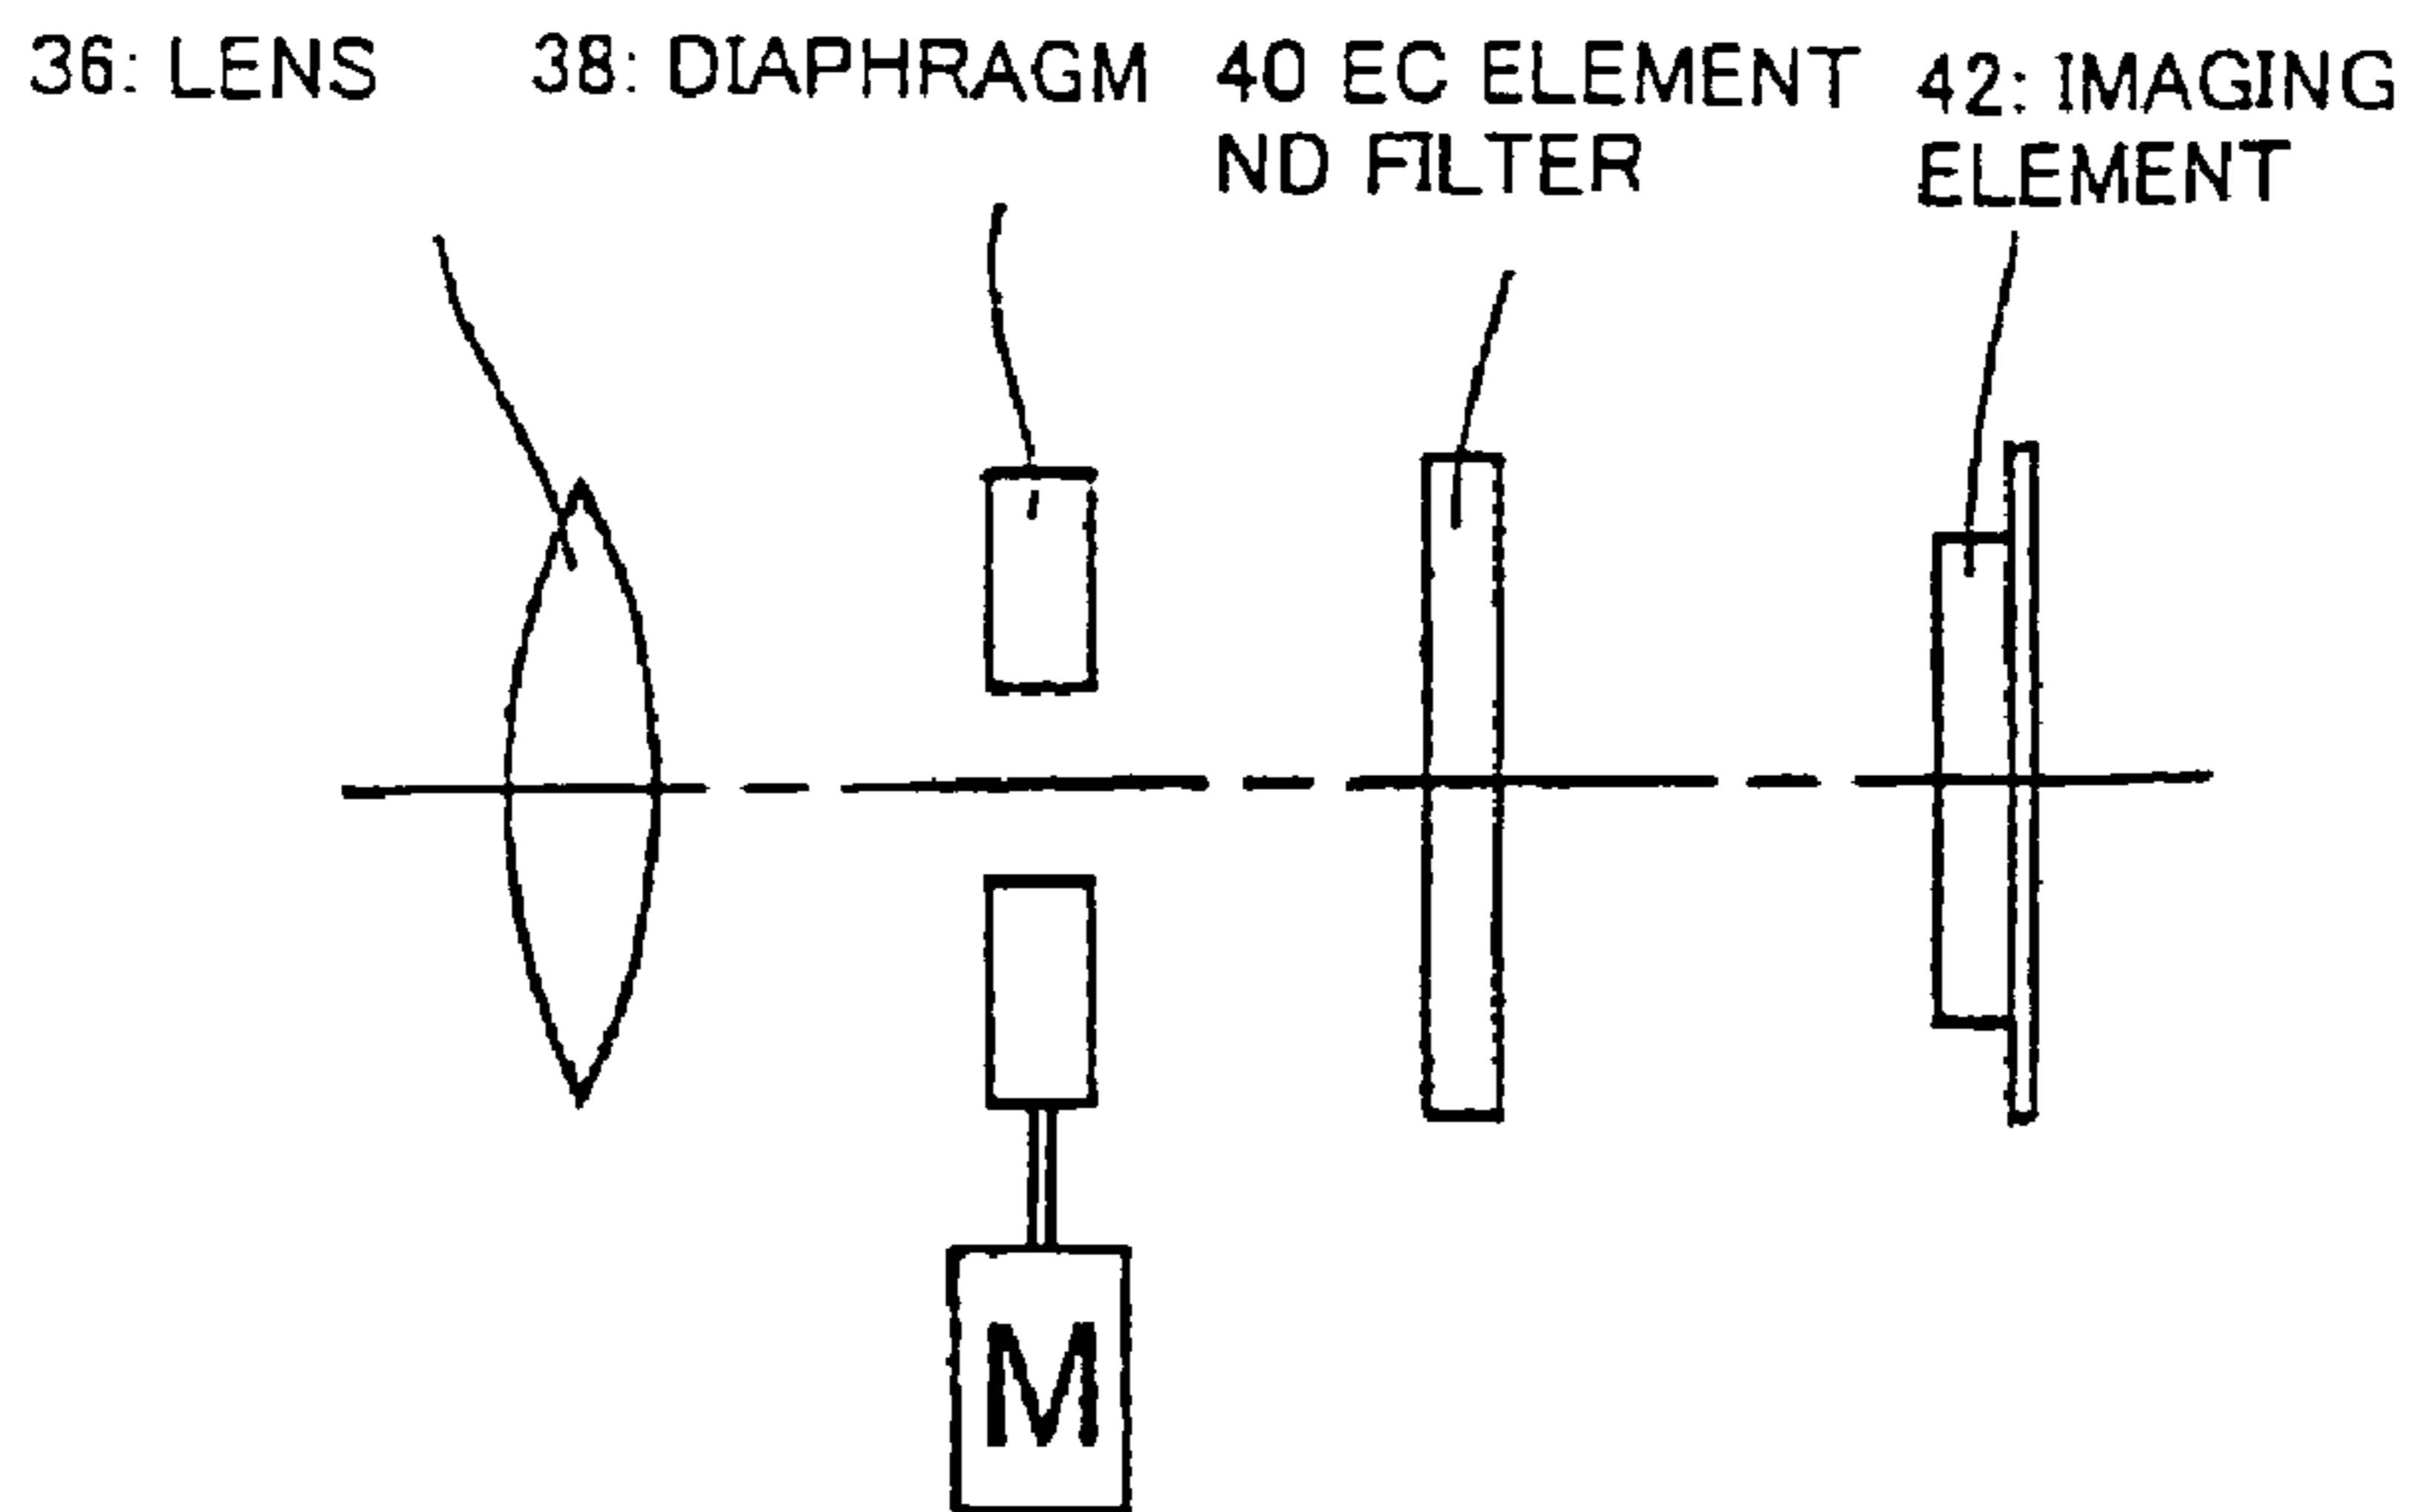 36: LENS
38: DIAPHRAGM
40 EC ELEMENT
ND FILTER
42: IMAGING
ELEMENT
M